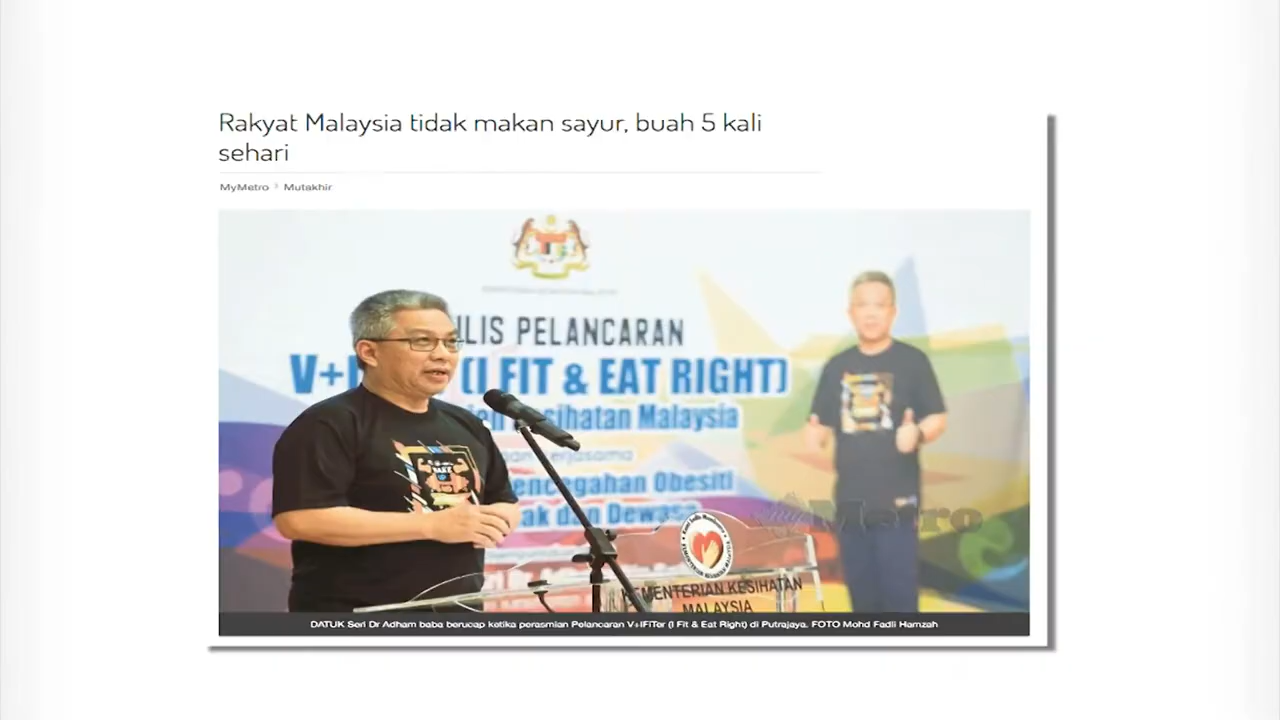 Rakyat Malaysia tidak makan sayur, buah 5 kali
sehari
MyMetro > Mutakhir
LIS PELANCARAN
(I FIT & EAT RIGHT)
Kesihatan Malaysia
Pencegahan Obesiti
dan Dewasa
myMetro
KEMENTERIAN KESIHATAN
MALAYSIA
DATUK Seri Dr Adham baba berucap ketika perasmian Pelancaran V+IFITer (I Fit & Eat Right) di Putrajaya. FOTO Mohd Fadli Hamzah